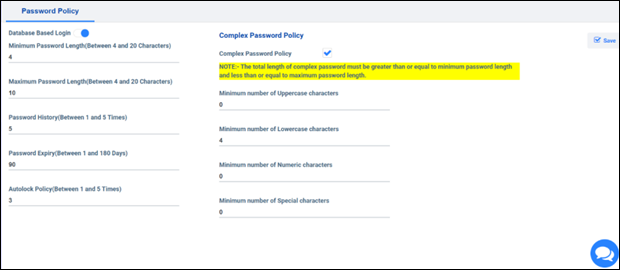 Password Policy
Database Based Login
Minimum Password Length(Between 4 and 20 Characters)
4
Maximum Password Length(Between 4 and 20 Characters)
10
Password History(Between 1 and 5 Times)
5
Password Expiry(Between 1 and 180 Days)
90
Autolock Policy(Between 1 and 5 Times)
3
Complex Password Policy
Complex Password Policy
NOTE:- The total length of complex password must be greater than or equal to minimum password length
and less than or equal to maximum password length.
Minimum number of Uppercase characters
0
Minimum number of Lowercase characters
4
Minimum number of Numeric characters
0
Minimum number of Special characters
0
Save